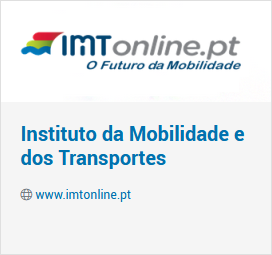 IMTonline.pt
O Futuro da Mobilidade
Instituto da Mobilidade e
dos Transportes
www.imtonline.pt